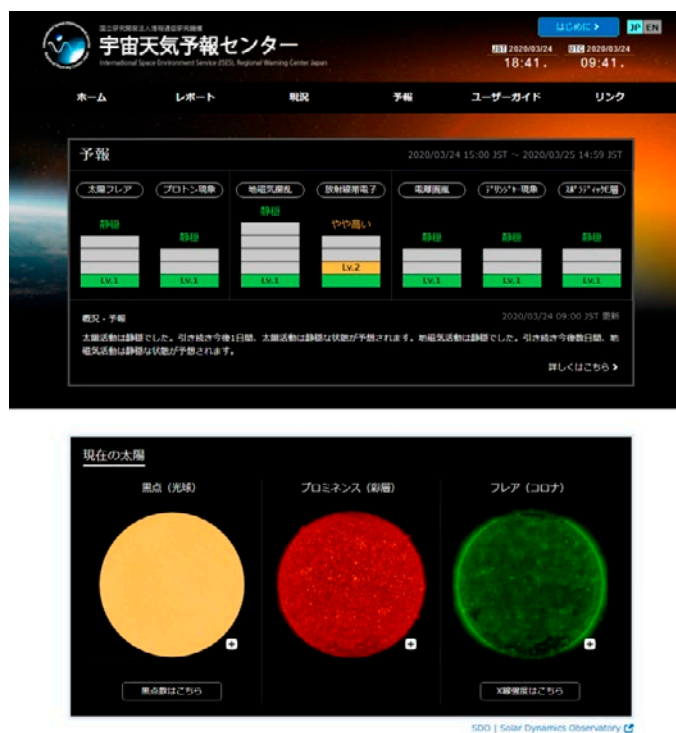 国立研究開発法人情報通信研究機構
宇宙天気予報センター
International Space Environment Service (ISES), Regional Warning Center Japan
はじめに
JP EN
JST 2020/03/24 UTC 2020/03/24
18:41. 09:41.
ホーム レポート 現況 予報 ユーザーガイド リンク
予報
2020/03/24 15:00 JST ~ 2020/03/25 14:59 JST
太陽フレア プロトン現象 地磁気擾乱 放射線帯電子 電離圏嵐 デリンジャー現象 スポラディックE層
静穏 静穏 静穏 やや高い 静穏 静穏 静穏
Lv.1 Lv.1 Lv.1 Lv.2 Lv.1 Lv.1 Lv.1
概況・予報
2020/03/24 09:00 JST 更新
太陽活動は静穏でした。引き続き今後1日間、太陽活動は静穏な状態が予想されます。地磁気活動は静穏でした。引き続き今後数日間、地
磁気活動は静穏な状態が予想されます。
詳しくはこちら
現在の太陽
黒点（光球） プロミネンス（彩層） フレア（コロナ）
黒点数はこちら X線強度はこちら
SDO | Solar Dynamics Observatory